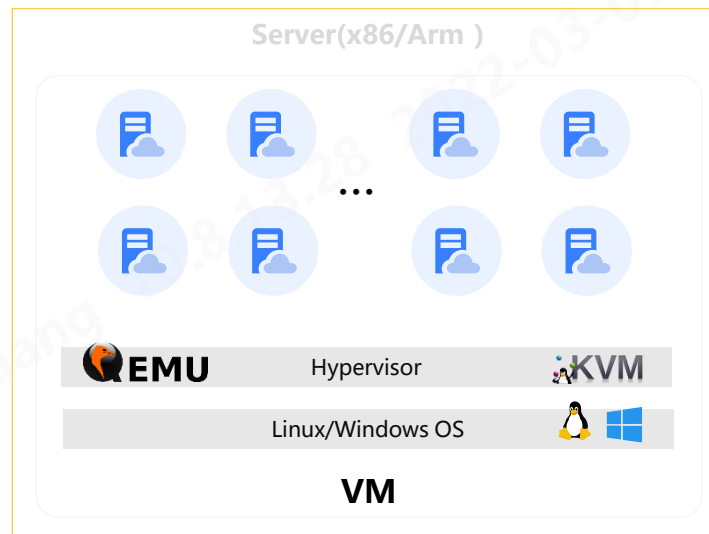 Server(x86/Arm )
...
QEMU Hypervisor KVM
Linux/Windows OS
VM